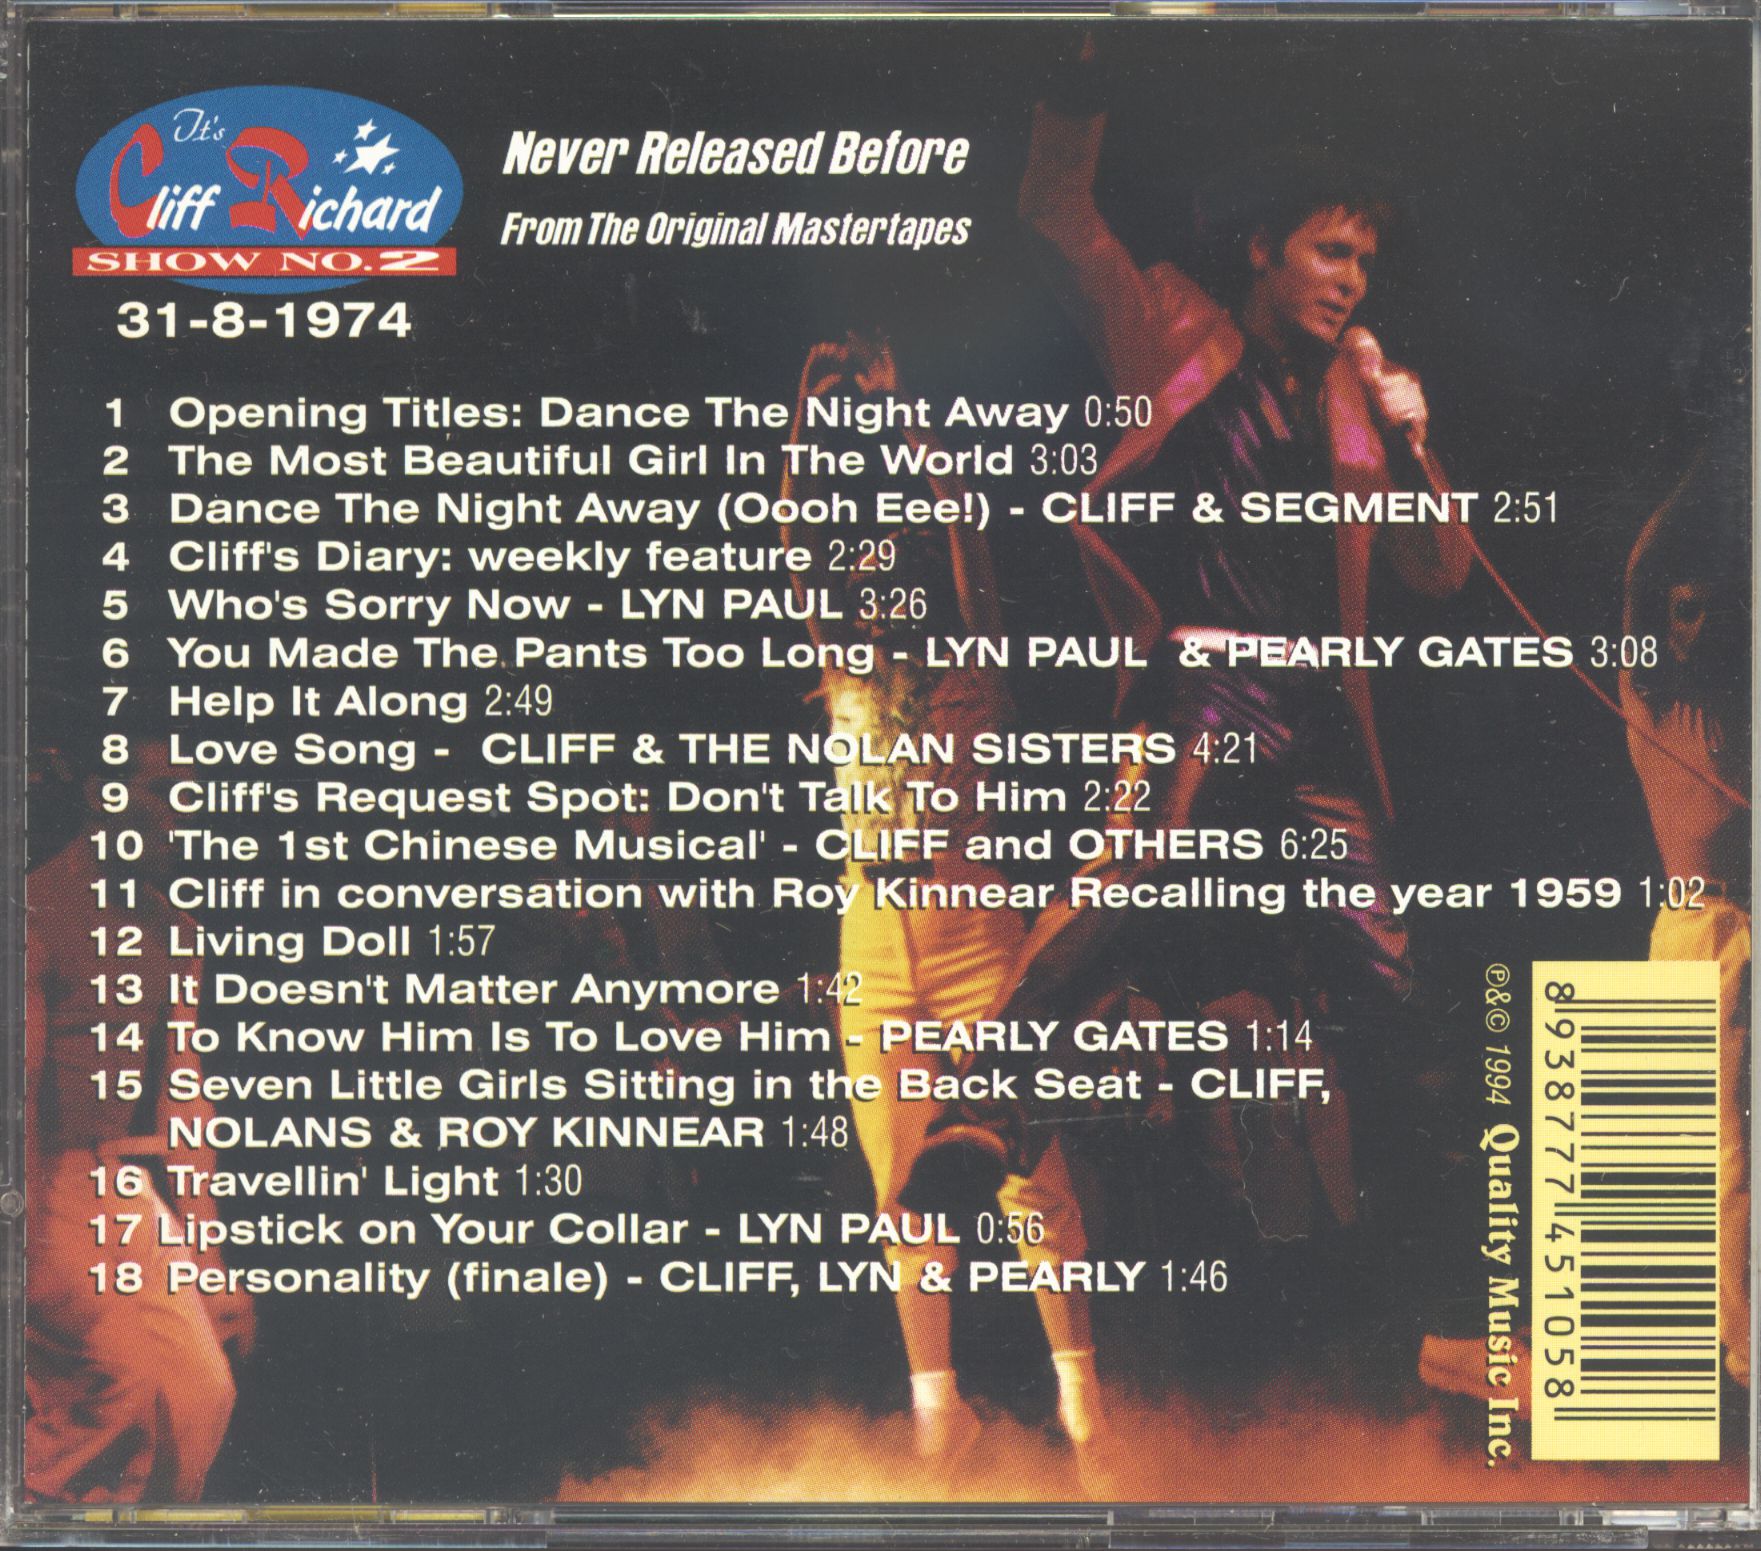 It's
Cliff Richard
SHOW NO.2
31-8-1974
Never Released Before
From The Original Mastertapes
1 Opening Titles: Dance The Night Away 0:50
2 The Most Beautiful Girl In The World 3:03
3 Dance The Night Away (Oooh Eee!) - CLIFF & SEGMENT 2:51
4 Cliff's Diary: weekly feature 2:29
5 Who's Sorry Now - LYN PAUL 3:26
6 You Made The Pants Too Long - LYN PAUL & PEARLY GATES 3:08
7 Help It Along 2:49
8 Love Song - CLIFF & THE NOLAN SISTERS 4:21
9 Cliff's Request Spot: Don't Talk To Him 2:22
10 'The 1st Chinese Musical' - CLIFF and OTHERS 6:25
11 Cliff in conversation with Roy Kinnear Recalling the year 1959 1:02
12 Living Doll 1:57
13 It Doesn't Matter Anymore 1:42
14 To Know Him Is To Love Him - PEARLY GATES 1:14
15 Seven Little Girls Sitting in the Back Seat - CLIFF,
NOLANS & ROY KINNEAR 1:48
16 Travellin' Light 1:30
17 Lipstick on Your Collar - LYN PAUL 0:56
18 Personality (finale) - CLIFF, LYN & PEARLY 1:46
℗&© 1994 Quality Music Inc.
8938777451058